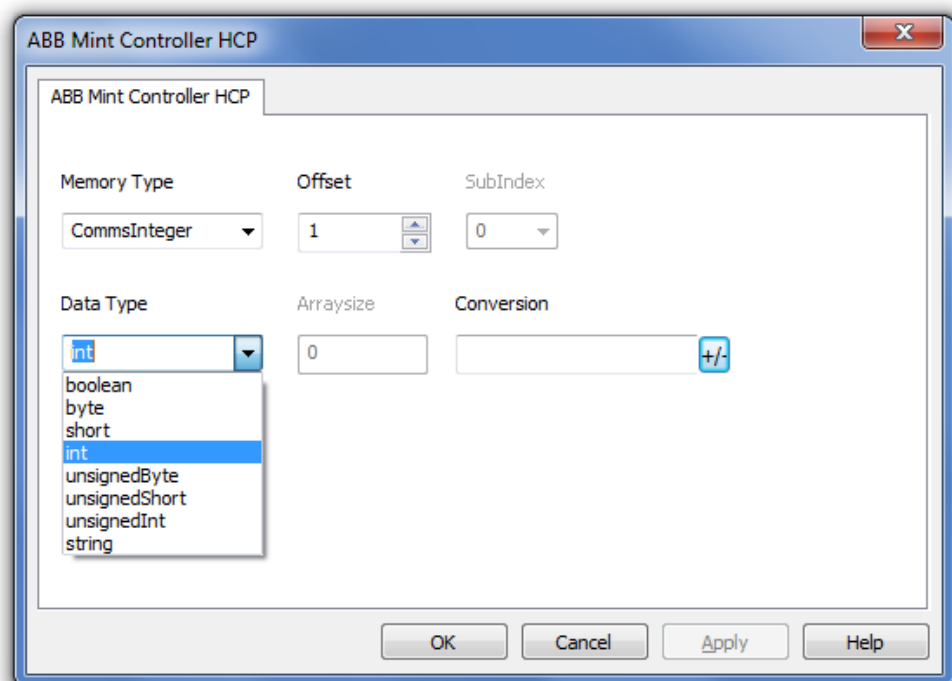 ABB Mint Controller HCP
x
ABB Mint Controller HCP
Memory Type Offset SubIndex
CommsInteger 1 0
Data Type Arraysize Conversion
int 0 +/-
boolean
byte
short
int
unsignedByte
unsignedShort
unsignedInt
string
OK Cancel Apply Help